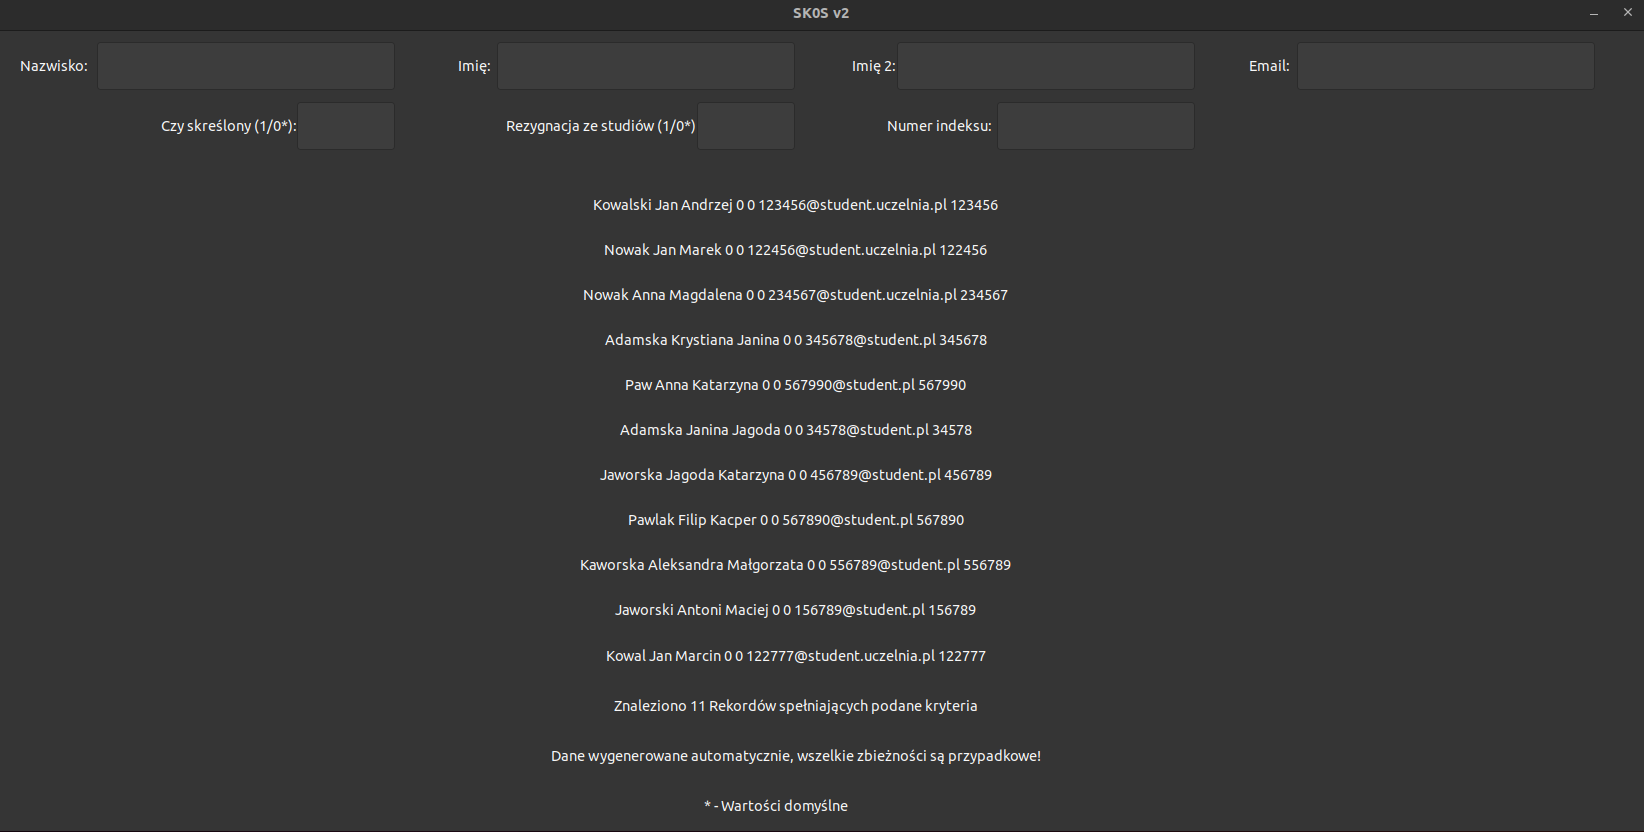 SK0S v2
Nazwisko: Imię: Imię 2: Email:
Czy skreślony (1/0*): Rezygnacja ze studiów (1/0*) Numer indeksu:
Kowalski Jan Andrzej 0 0 123456@student.uczelnia.pl 123456
Nowak Jan Marek 0 0 122456@student.uczelnia.pl 122456
Nowak Anna Magdalena 0 0 234567@student.uczelnia.pl 234567
Adamska Krystiana Janina 0 0 345678@student.pl 345678
Paw Anna Katarzyna 0 0 567990@student.pl 567990
Adamska Janina Jagoda 0 0 34578@student.pl 34578
Jaworska Jagoda Katarzyna 0 0 456789@student.pl 456789
Pawlak Filip Kacper 0 0 567890@student.pl 567890
Kaworska Aleksandra Małgorzata 0 0 556789@student.pl 556789
Jaworski Antoni Maciej 0 0 156789@student.pl 156789
Kowal Jan Marcin 0 0 122777@student.uczelnia.pl 122777
Znaleziono 11 Rekordów spełniających podane kryteria
Dane wygenerowane automatycznie, wszelkie zbieżności są przypadkowe!
* - Wartości domyślne